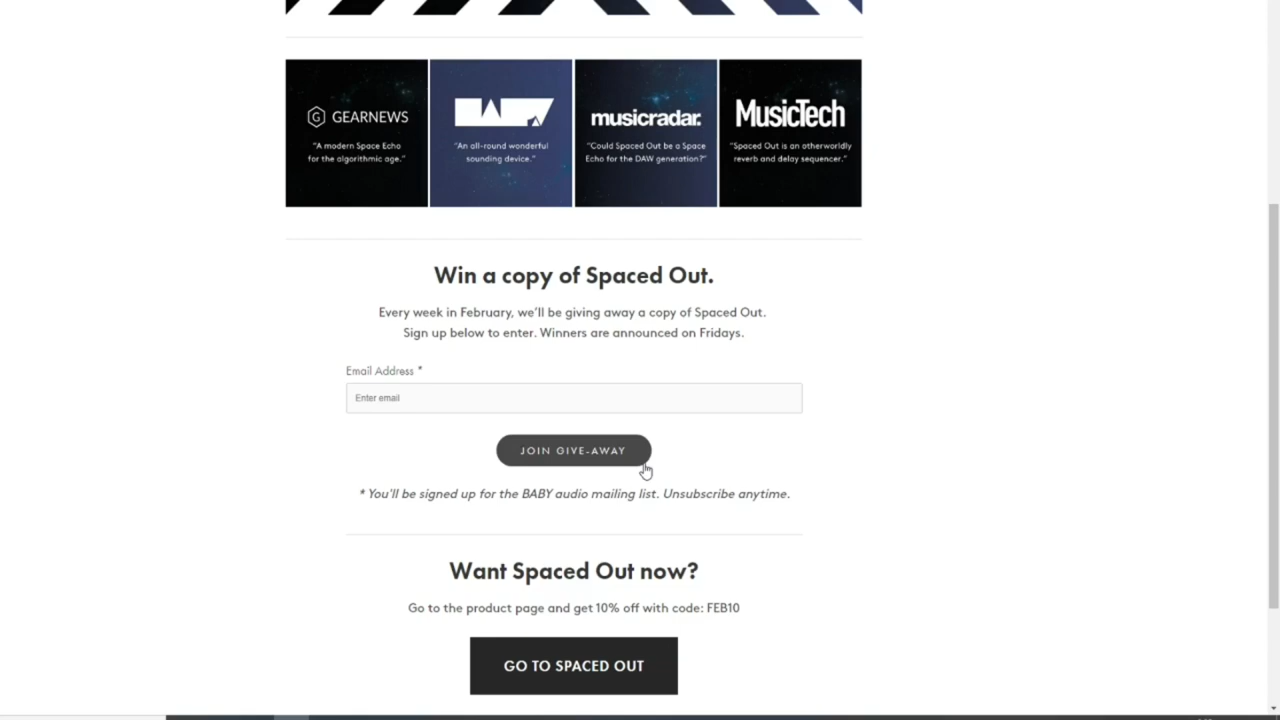 GEARNEWS
"A modern Space Echo
for the algorithmic age."
"An all-round wonderful
sounding device."
musicradar.
"Could Spaced Out be a Space
Echo for the DAW generation?"
MusicTech
"Spaced Out is an otherworldly
reverb and delay sequencer."
Win a copy of Spaced Out.
Every week in February, we'll be giving away a copy of Spaced Out.
Sign up below to enter. Winners are announced on Fridays.
Email Address *
Enter email
JOIN GIVE-AWAY
* You'll be signed up for the BABY audio mailing list. Unsubscribe anytime.
Want Spaced Out now?
Go to the product page and get 10% off with code: FEB10
GO TO SPACED OUT